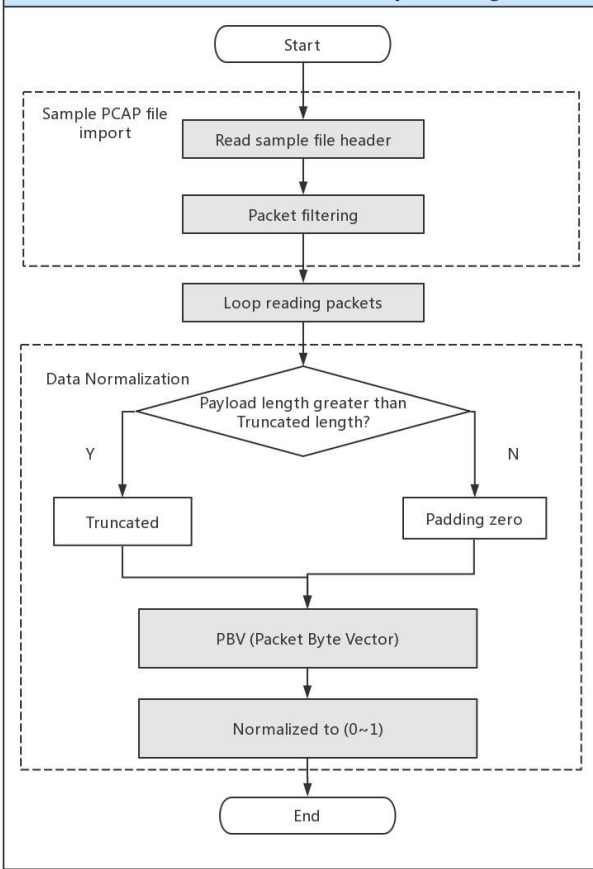 Start
Sample PCAP file
import
Read sample file header
Packet filtering
Loop reading packets
Data Normalization
Payload length greater than
Truncated length?
Y
N
Truncated
Padding zero
PBV (Packet Byte Vector)
Normalized to (0~1)
End